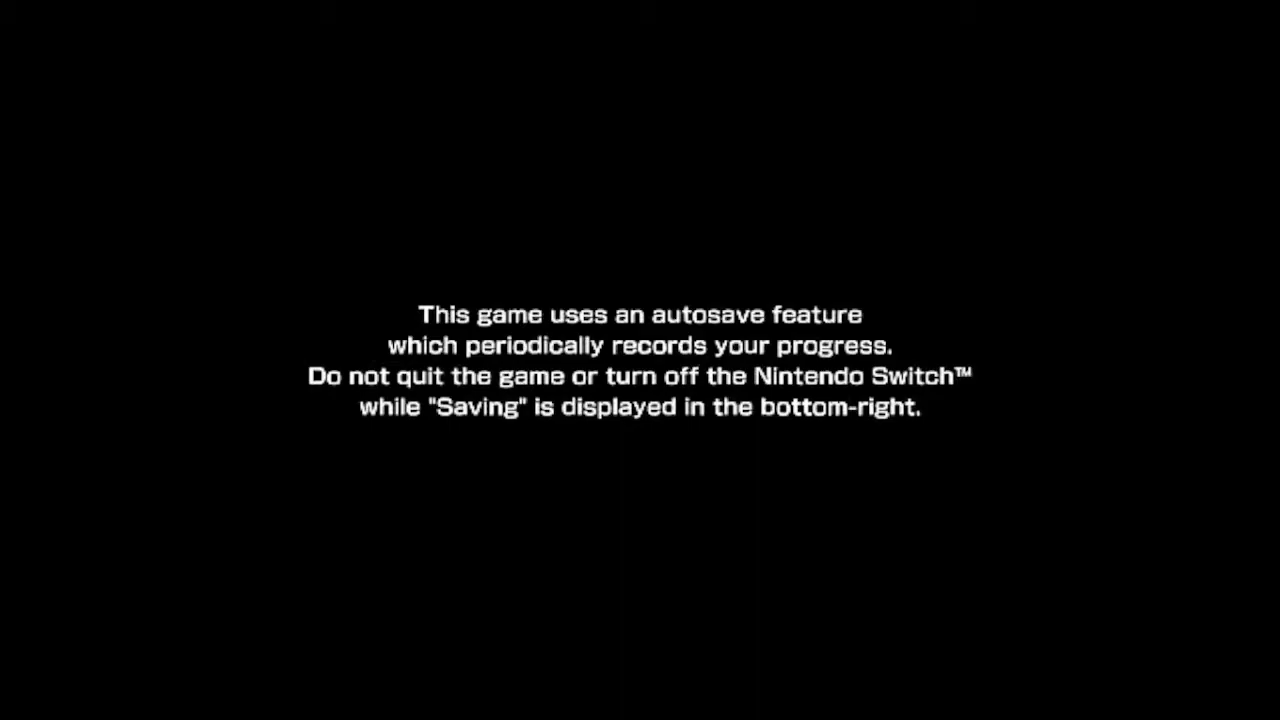 This game uses an autosave feature
which periodically records your progress.
Do not quit the game or turn off the Nintendo Switch™
while "Saving" is displayed in the bottom-right.